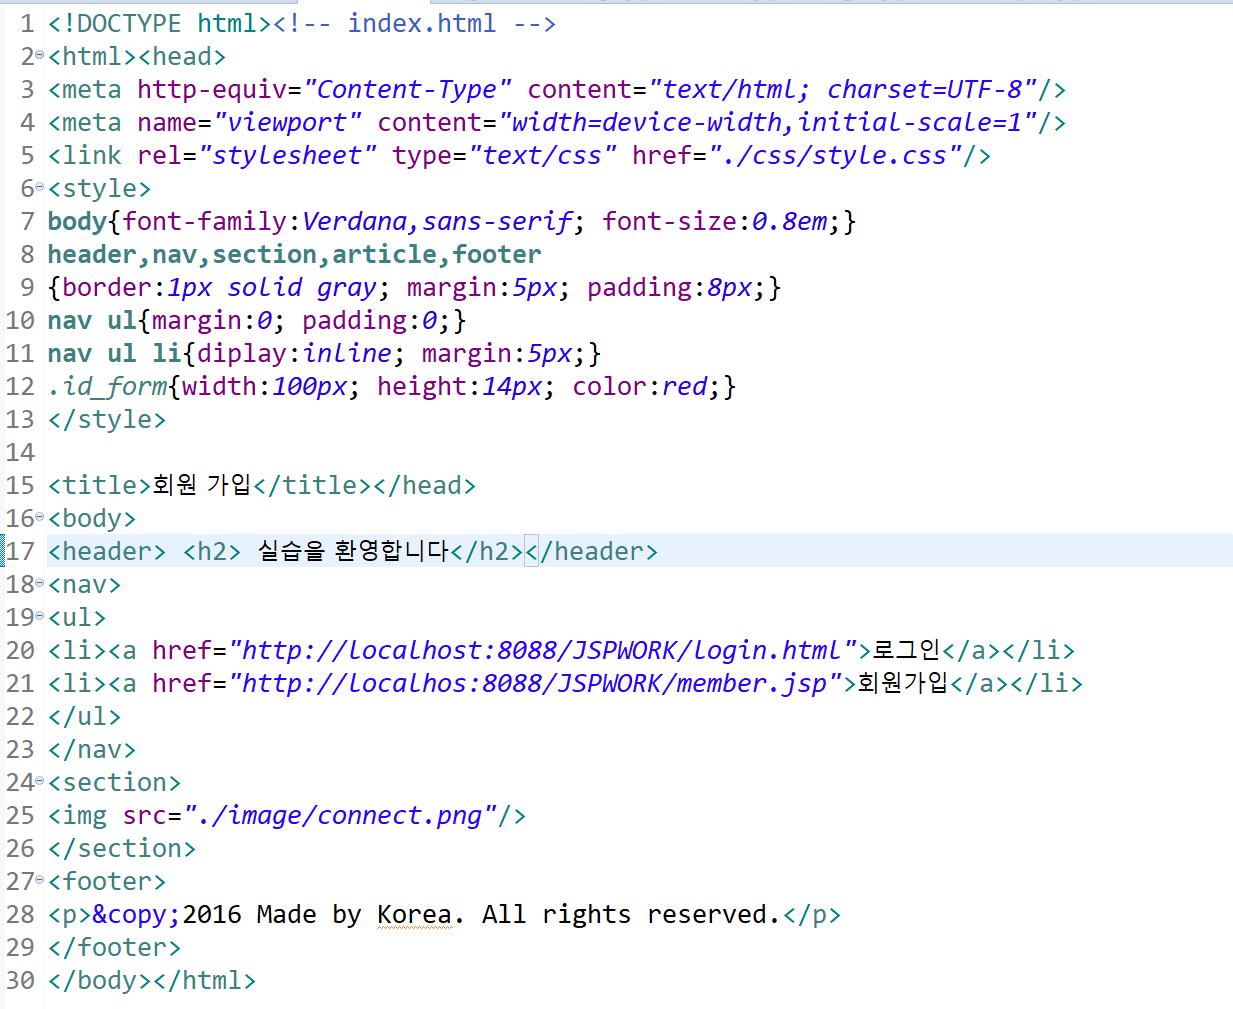 1 <!DOCTYPE html><!-- index.html -->
2 <html><head>
3 <meta http-equiv="Content-Type" content="text/html; charset=UTF-8"/>
4 <meta name="viewport" content="width=device-width,initial-scale=1"/>
5 <link rel="stylesheet" type="text/css" href="./css/style.css"/>
6 <style>
7 body{font-family:Verdana,sans-serif; font-size:0.8em;}
8 header,nav,section,article,footer
9 {border:1px solid gray; margin:5px; padding:8px;}
10 nav ul{margin:0; padding:0;}
11 nav ul li{diplay:inline; margin:5px;}
12 .id_form{width:100px; height:14px; color:red;}
13 </style>
14
15 <title>회원 가입</title></head>
16 <body>
17 <header> <h2> 실습을 환영합니다</h2></header>
18 <nav>
19 <ul>
20 <li><a href="http://localhost:8088/JSPWORK/login.html">로그인</a></li>
21 <li><a href="http://localhos:8088/JSPWORK/member.jsp">회원가입</a></li>
22 </ul>
23 </nav>
24 <section>
25 <img src="./image/connect.png"/>
26 </section>
27 <footer>
28 <p>&copy;2016 Made by Korea. All rights reserved.</p>
29 </footer>
30 </body></html>